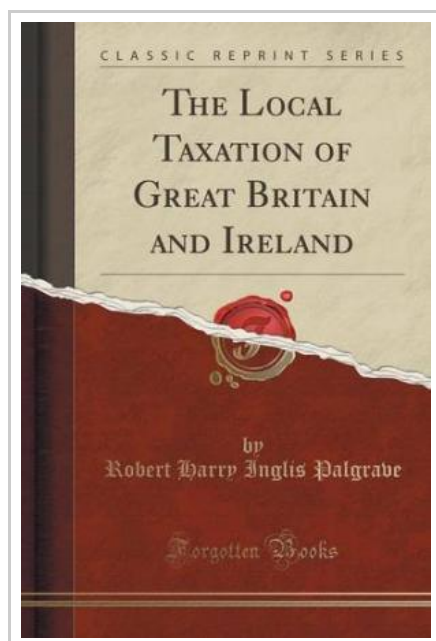 CLASSIC REPRINT SERIES
THE LOCAL
TAXATION OF
GREAT BRITAIN
AND IRELAND
by
Robert Harry Inglis Palgrave
Forgotten Books